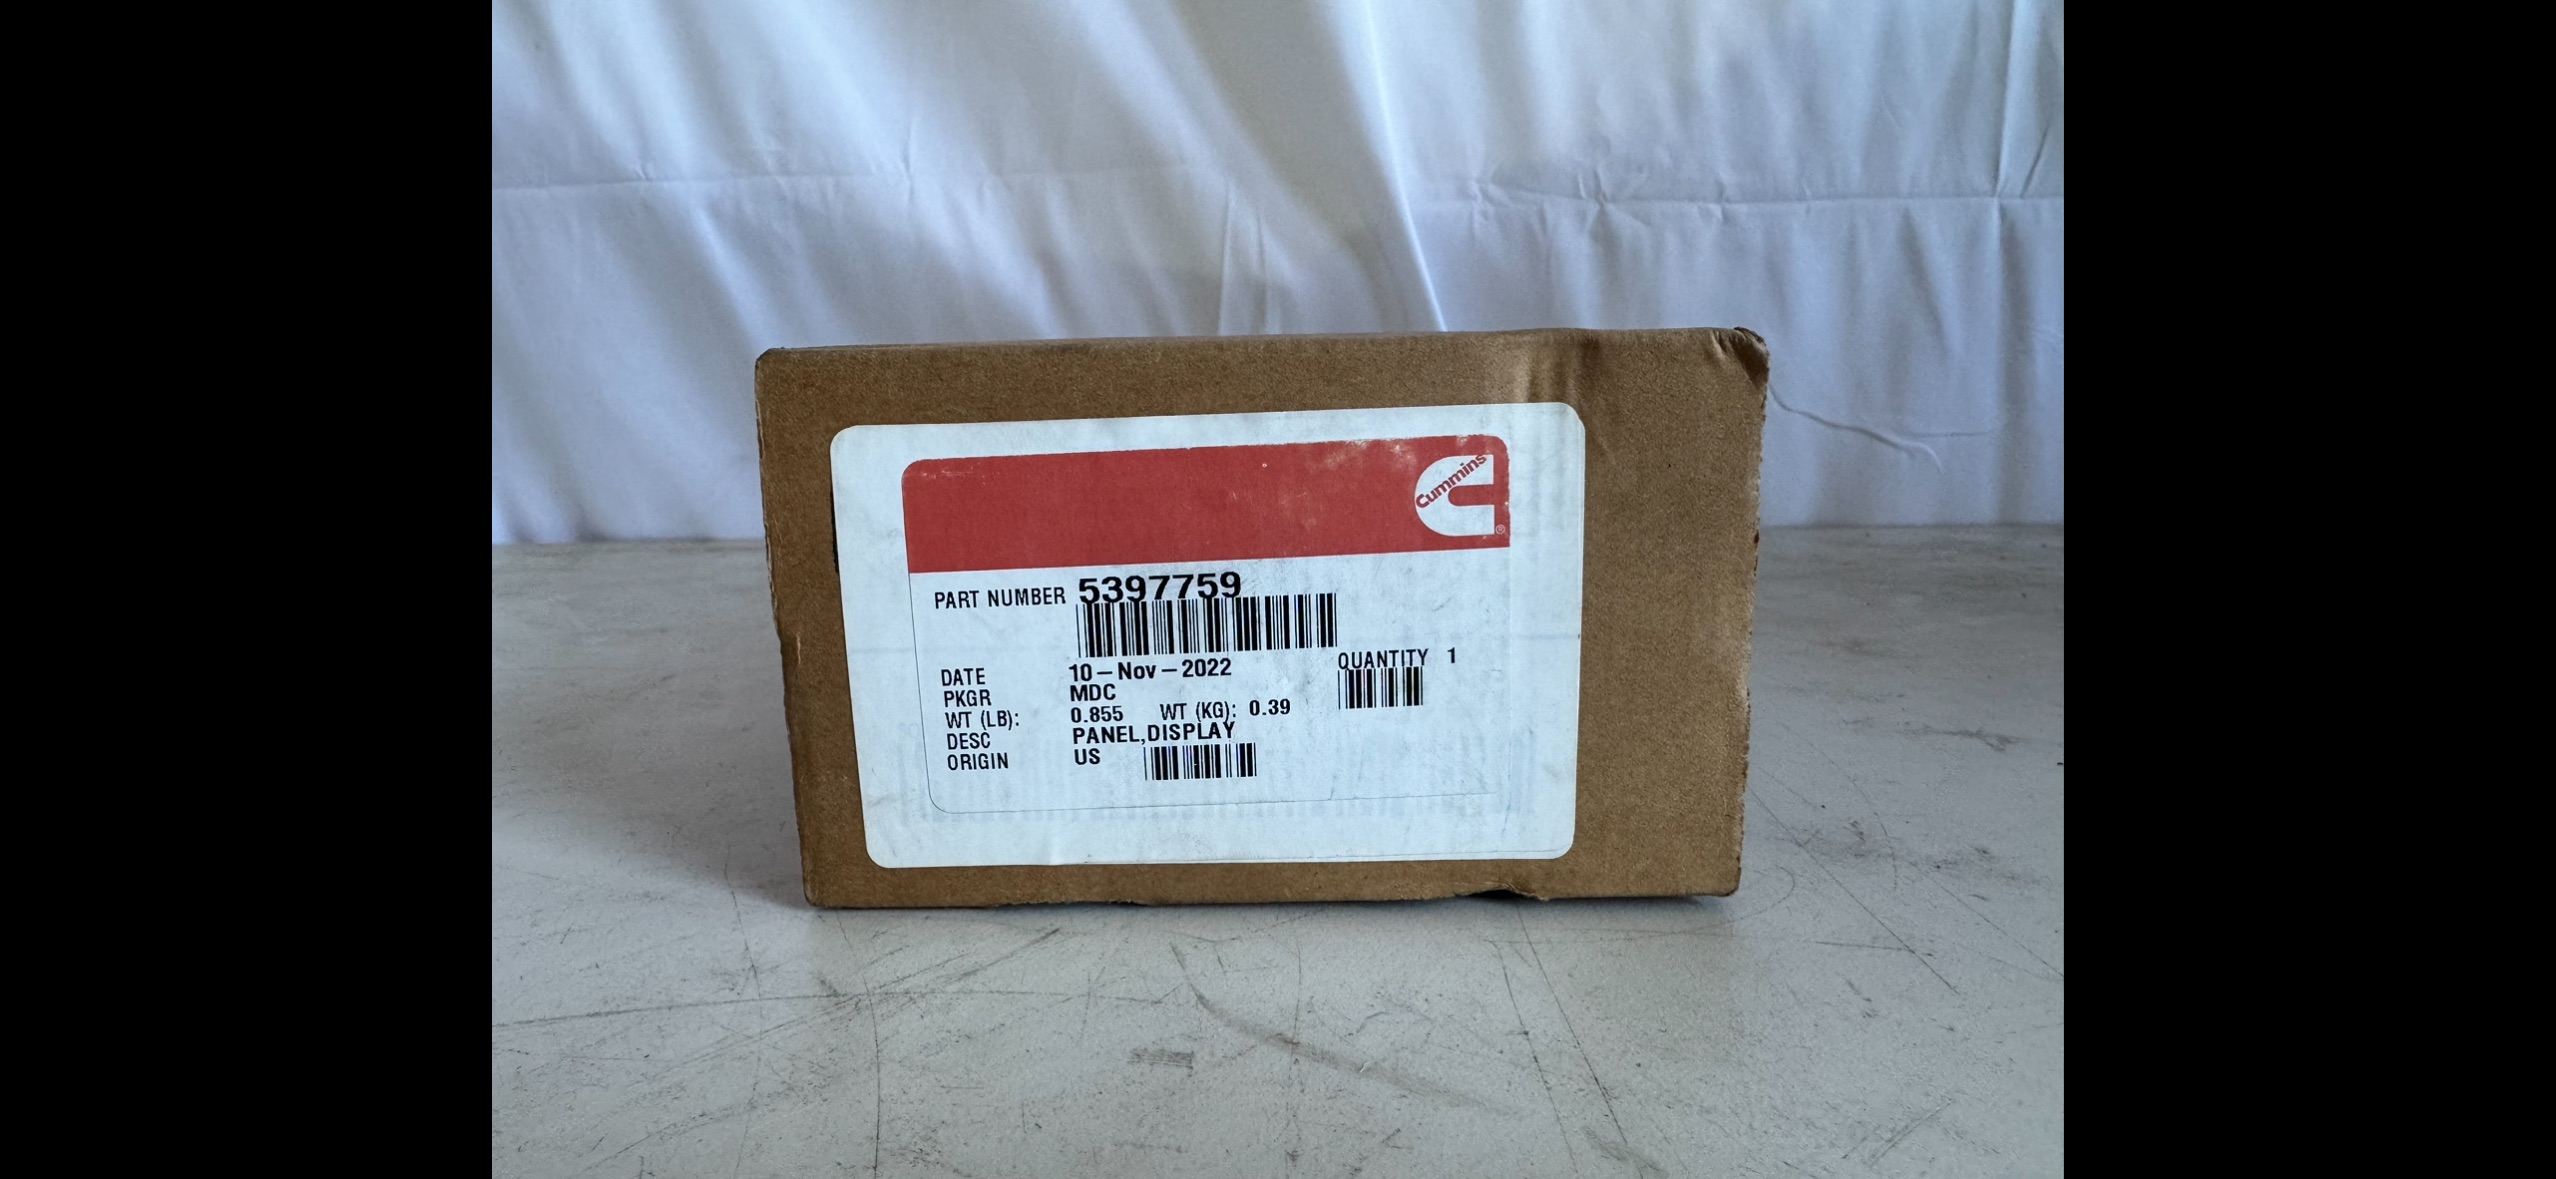 Cummins
®
PART NUMBER 5397759
DATE 10-Nov-2022 QUANTITY 1
PKGR MDC
WT (LB): 0.855 WT (KG): 0.39
DESC PANEL,DISPLAY
ORIGIN US